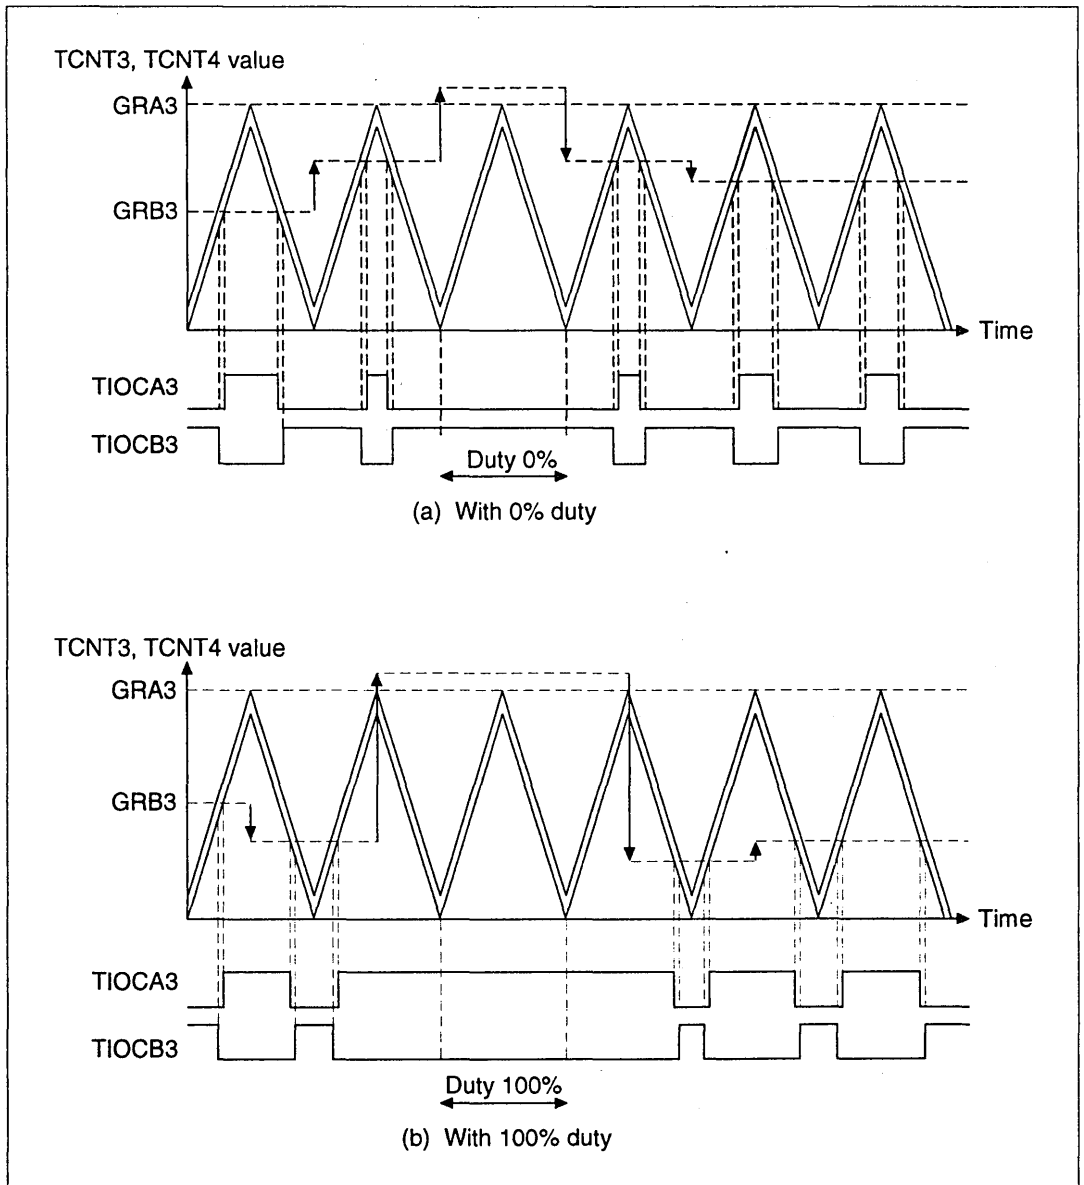 TCNT3, TCNT4 value
GRA3
GRB3
Time
TIOCA3
TIOCB3
Duty 0%
(a) With 0% duty
TCNT3, TCNT4 value
GRA3
GRB3
Time
TIOCA3
TIOCB3
Duty 100%
(b) With 100% duty